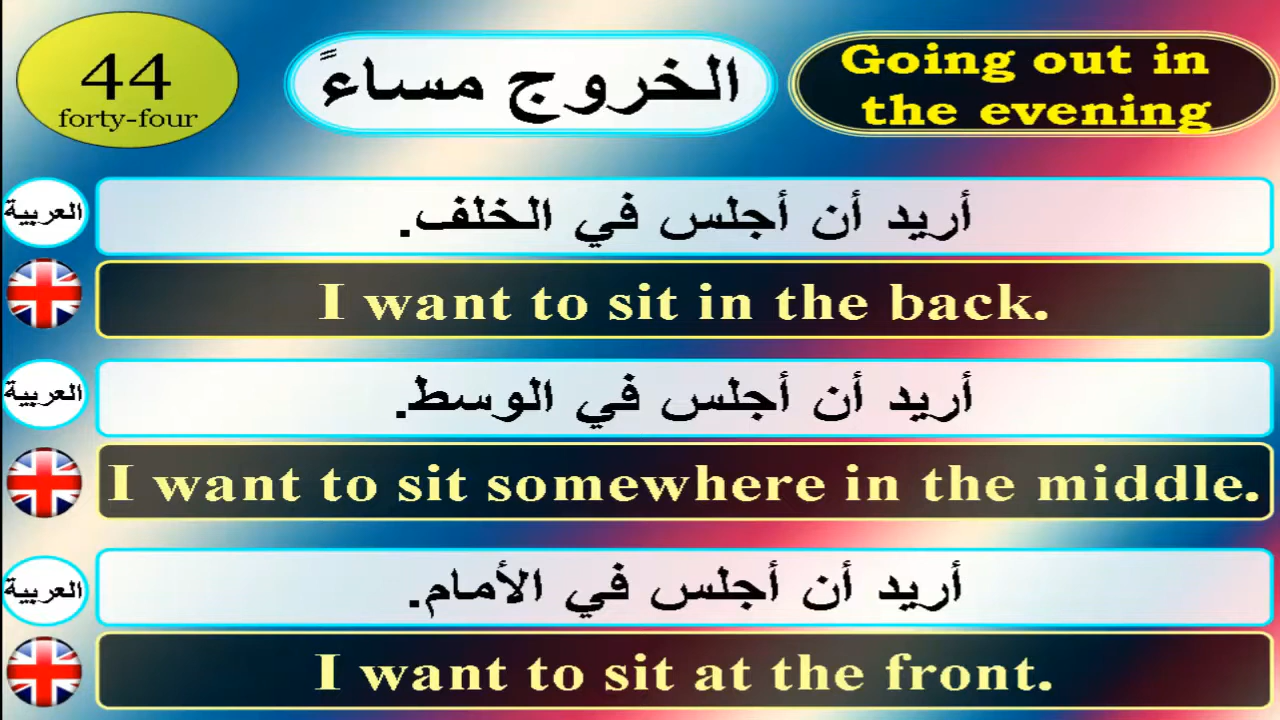 44
forty-four
الخروج مساءً
Going out in
the evening
العربية
أريد أن أجلس في الخلف.
I want to sit in the back.
العربية
أريد أن أجلس في الوسط.
I want to sit somewhere in the middle.
العربية
أريد أن أجلس في الأمام.
I want to sit at the front.